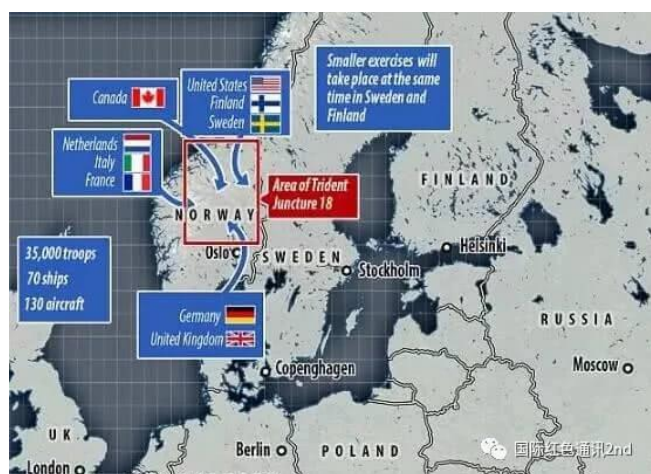 Canada
United States
Finland
Sweden
Smaller exercises will
take place at the same
time in Sweden and
Finland
Netherlands
Italy
France
Area of Trident
Juncture 18
NORWAY
FINLAND
35,000 troops
70 ships
130 aircraft
Oslo
SWEDEN
Helsinki
Stockholm
Germany
United Kingdom
RUSSIA
Copenghagen
Moscow
UK
London
Berlin
POLAND
国际红色通讯2nd